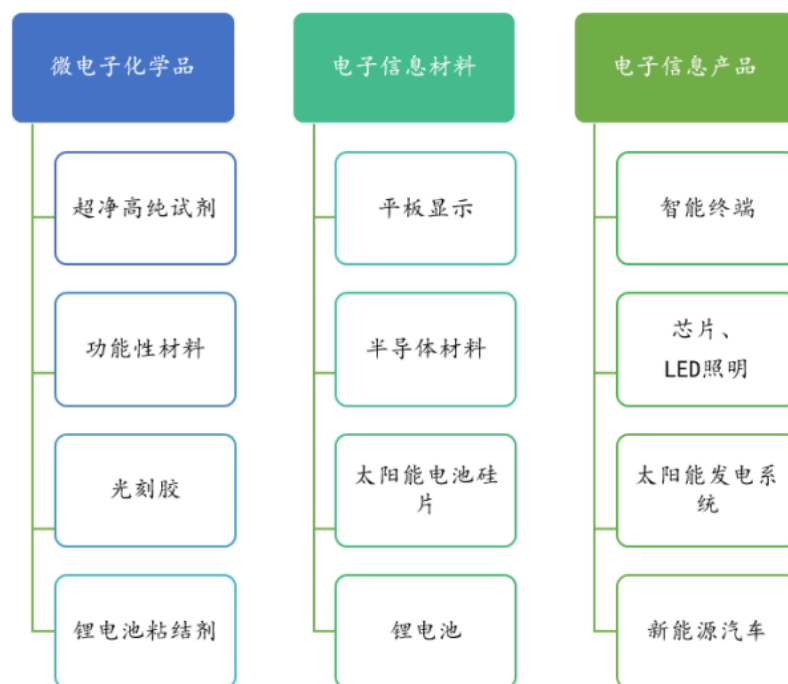 微电子化学品
超净高纯试剂
功能性材料
光刻胶
锂电池粘结剂
电子信息材料
平板显示
半导体材料
太阳能电池硅
片
锂电池
电子信息产品
智能终端
芯片、
LED照明
太阳能发电系
统
新能源汽车